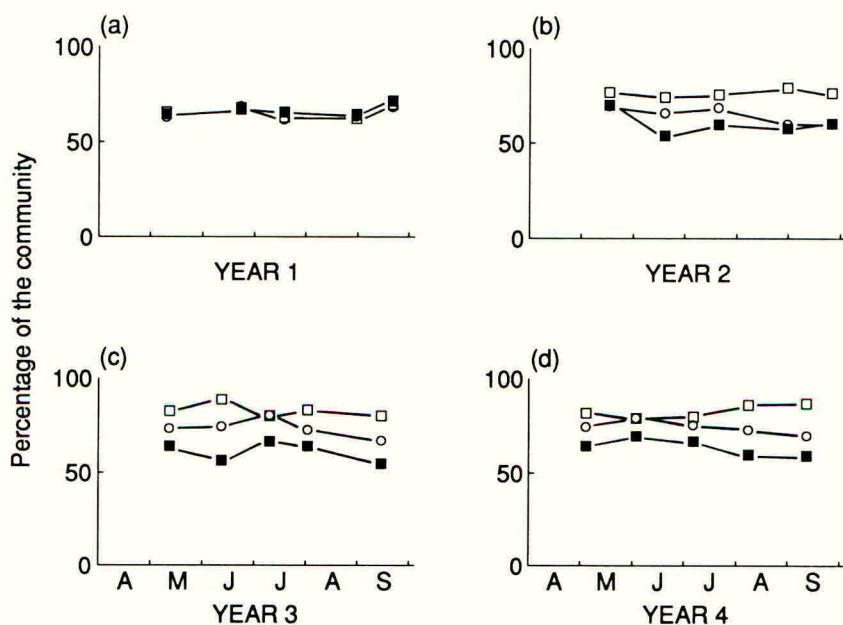 Percentage of the community
(a)
100
50
0
YEAR 1
(b)
100
50
0
YEAR 2
(c)
100
50
0
A M J J A S
YEAR 3
(d)
100
50
0
A M J J A S
YEAR 4